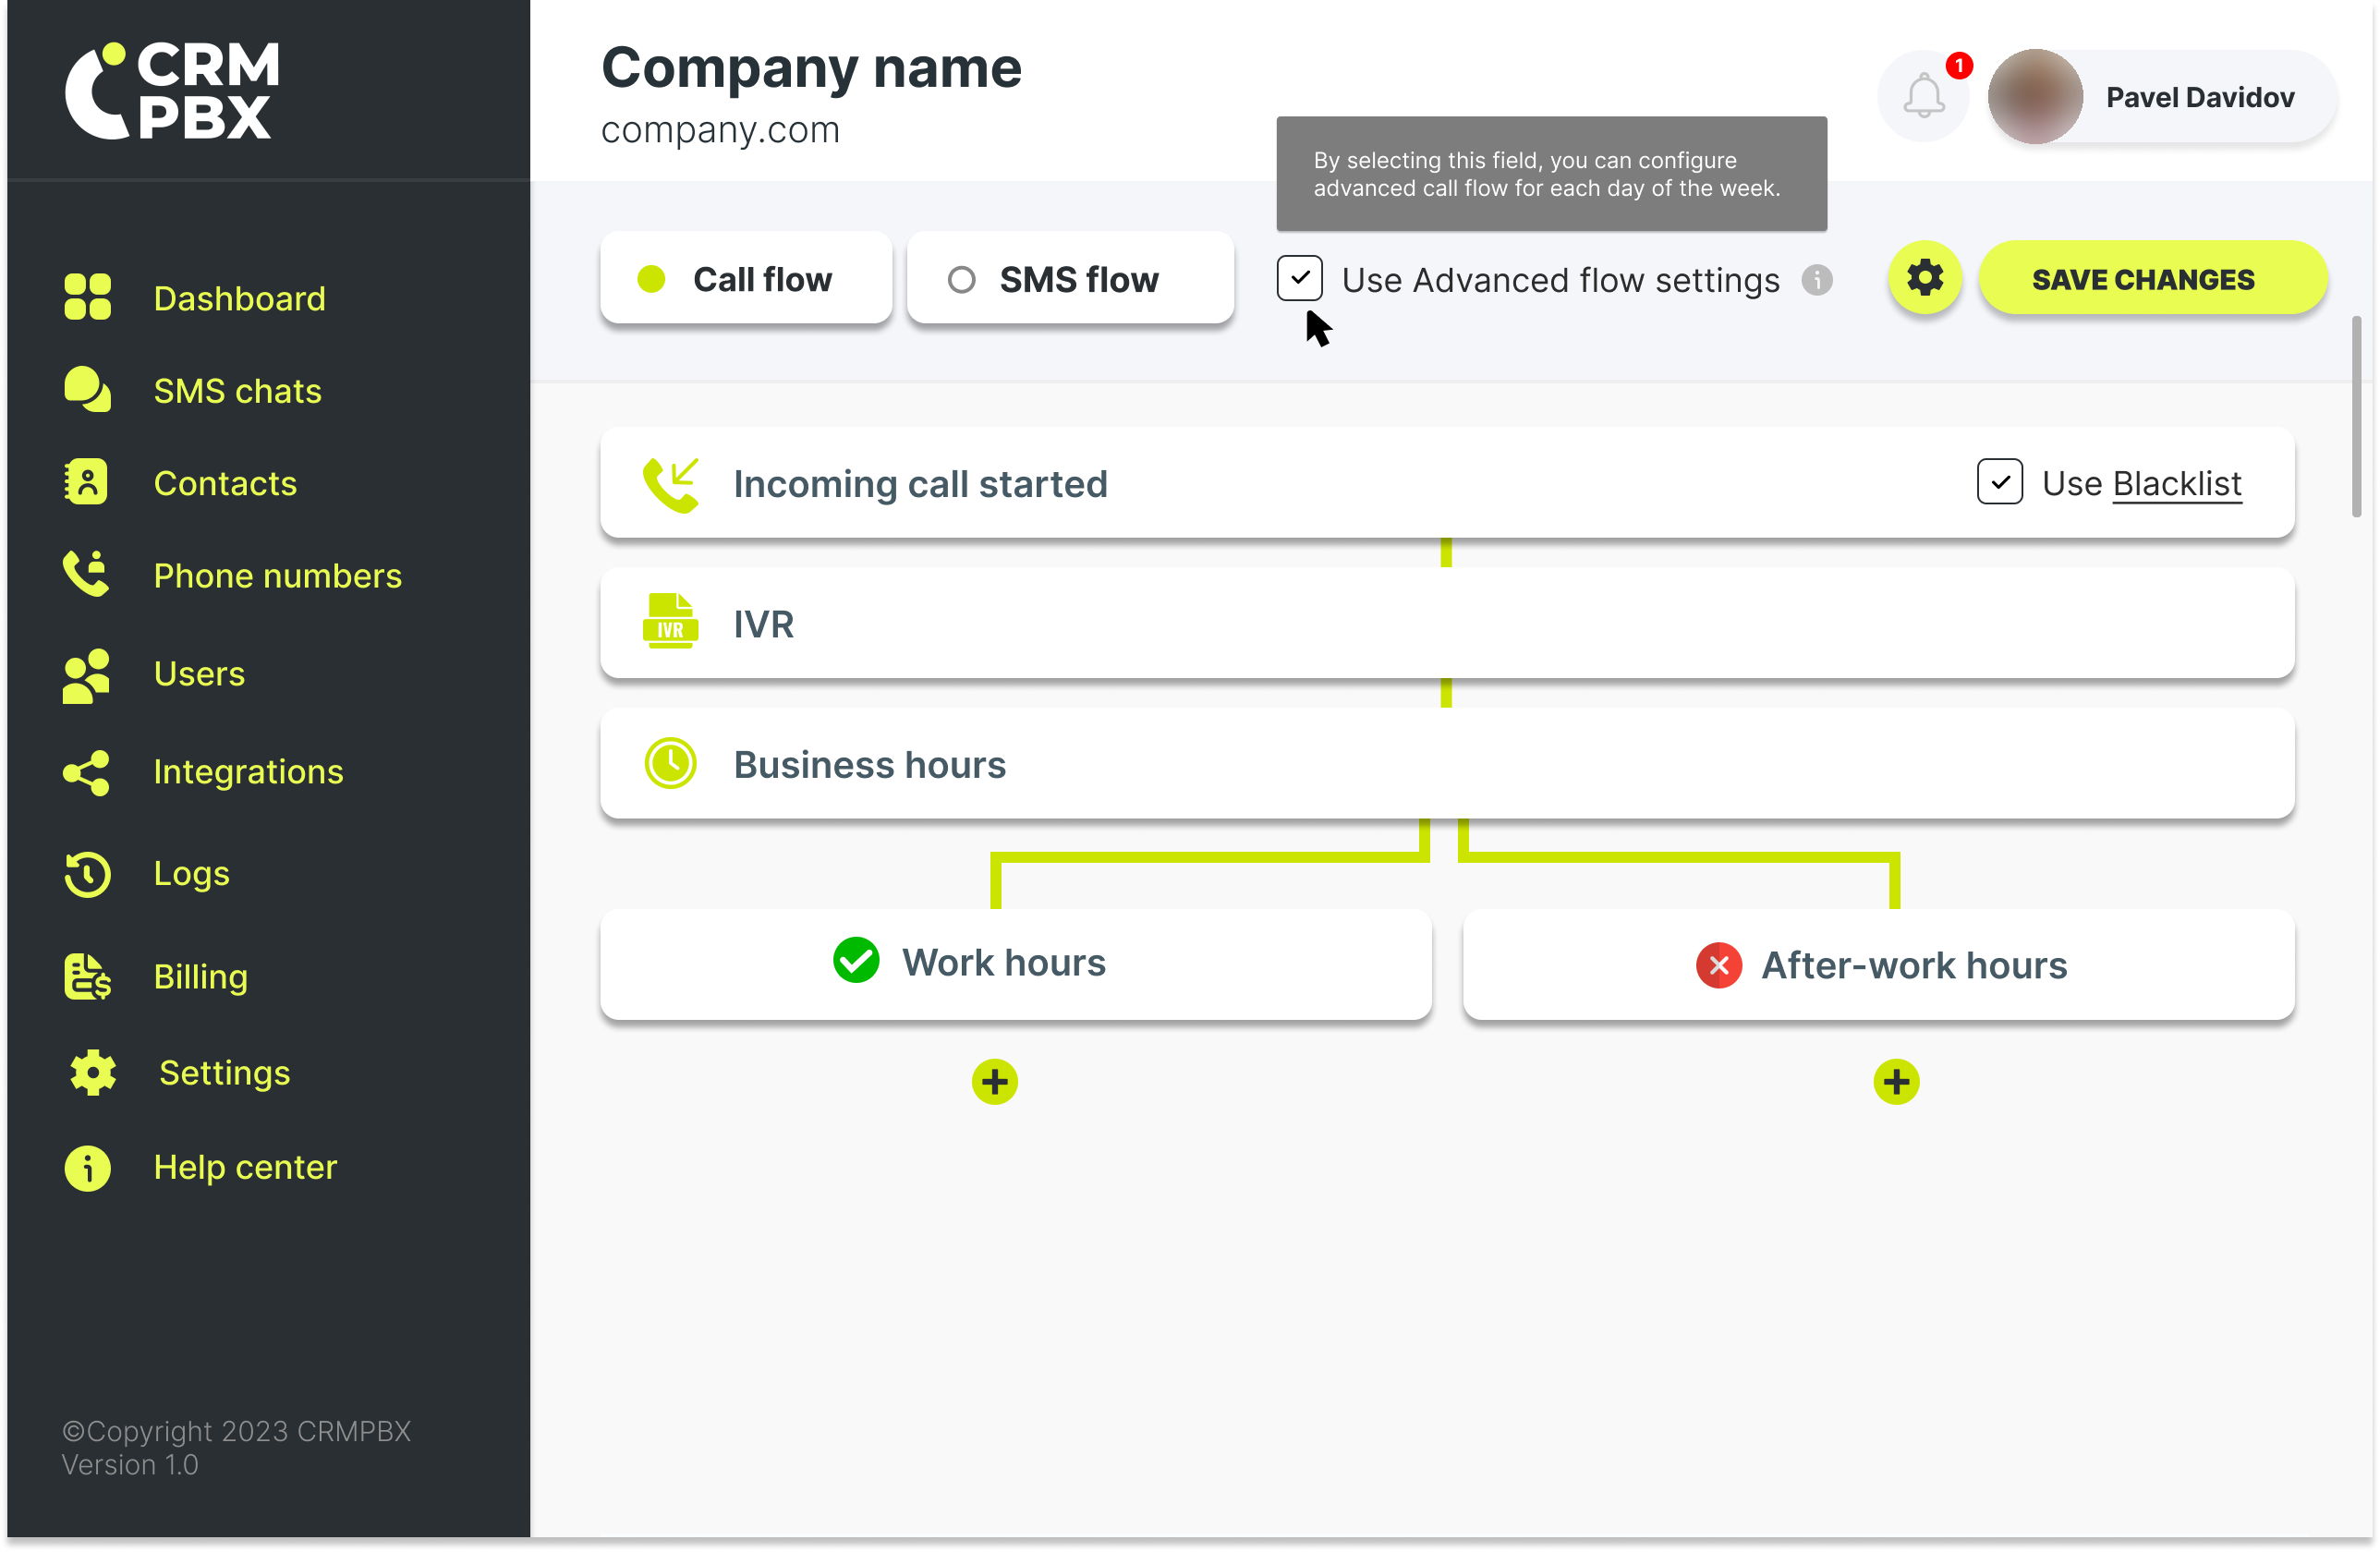 CRM
PBX
Dashboard
SMS chats
Contacts
Phone numbers
Users
Integrations
Logs
Billing
Settings
Help center
©Copyright 2023 CRMPBX
Version 1.0
Company name
company.com
1
Pavel Davidov
By selecting this field, you can configure
advanced call flow for each day of the week.
Call flow
SMS flow
Use Advanced flow settings
SAVE CHANGES
Incoming call started
Use Blacklist
IVR
IVR
Business hours
Work hours
After-work hours